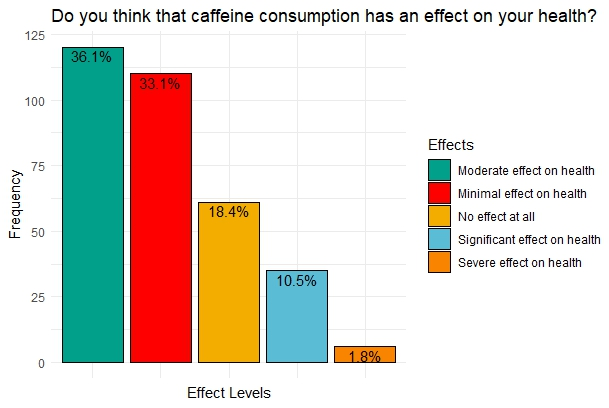 Do you think that caffeine consumption has an effect on your health?
Frequency
125
100
75
50
25
0
36.1%
33.1%
18.4%
10.5%
1.8%
Effect Levels
Effects
Moderate effect on health
Minimal effect on health
No effect at all
Significant effect on health
Severe effect on health